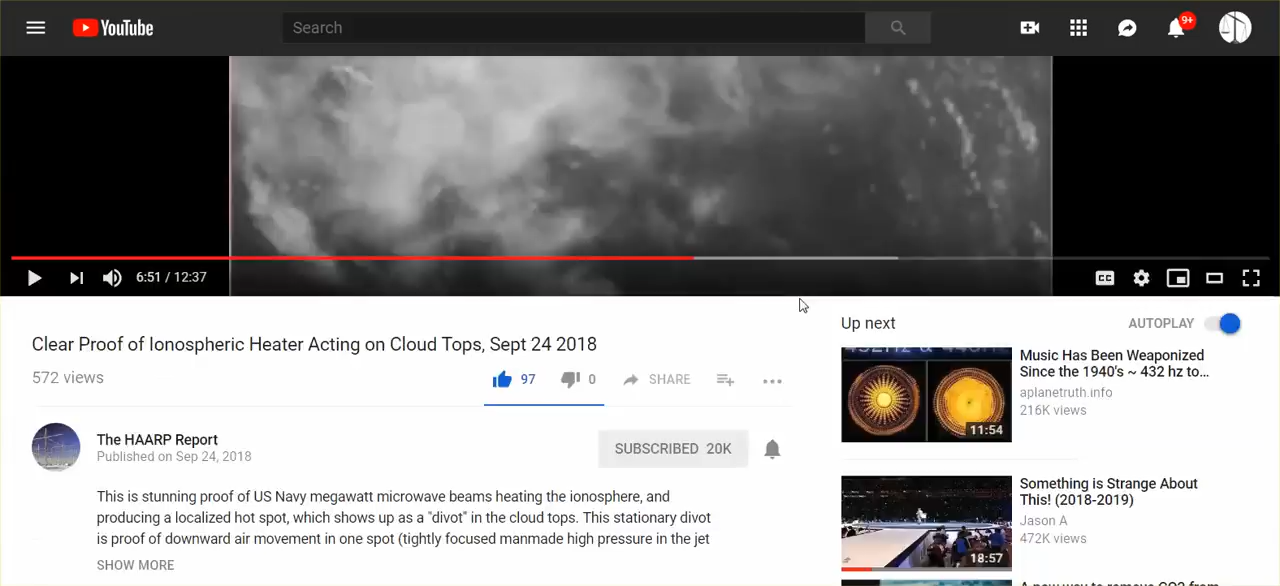 YouTube
Search
9+
6:51 / 12:37
CC
Clear Proof of Ionospheric Heater Acting on Cloud Tops, Sept 24 2018
572 views
97
0
SHARE
The HAARP Report
Published on Sep 24, 2018
SUBSCRIBED 20K
This is stunning proof of US Navy megawatt microwave beams heating the ionosphere, and
producing a localized hot spot, which shows up as a "divot" in the cloud tops. This stationary divot
is proof of downward air movement in one spot (tightly focused manmade high pressure in the jet
SHOW MORE
Up next
AUTOPLAY
11:54
Music Has Been Weaponized
Since the 1940's ~ 432 hz to...
aplanetruth.info
216K views
18:57
Something is Strange About
This! (2018-2019)
Jason A
472K views